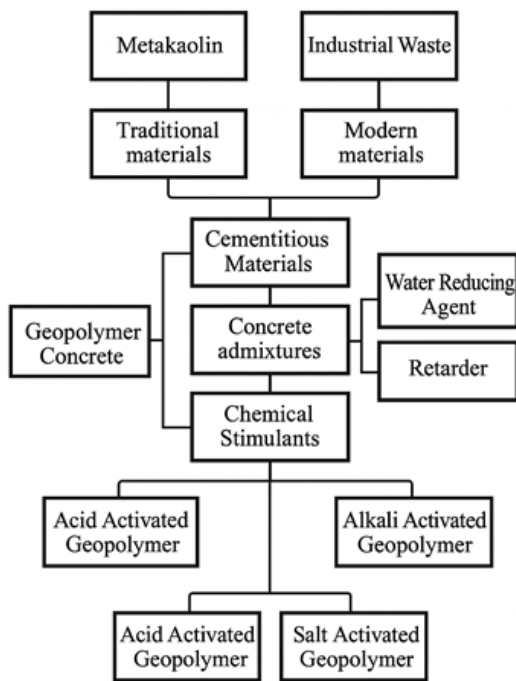 Metakaolin
Industrial Waste
Traditional
materials
Modern
materials
Cementitious
Materials
Water Reducing
Agent
Geopolymer
Concrete
Concrete
admixtures
Retarder
Chemical
Stimulants
Acid Activated
Geopolymer
Alkali Activated
Geopolymer
Acid Activated
Geopolymer
Salt Activated
Geopolymer